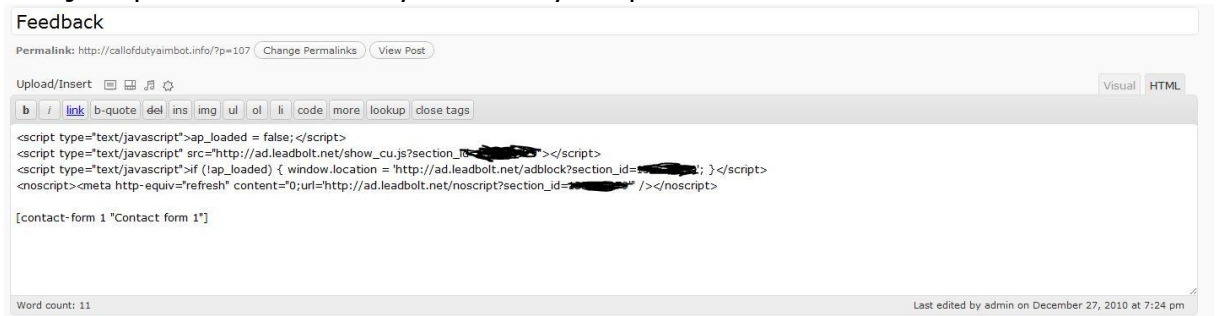 Feedback
Permalink: http://callofdutyaimbot.info/?p=107 Change Permalinks View Post
Upload/Insert Visual HTML
b i link b-quote del ins img ul ol li code more lookup close tags
<script type="text/javascript">ap_loaded = false;</script>
<script type="text/javascript" src="http://ad.leadbolt.net/show_cu.js?section_id "></script>
<script type="text/javascript">if (!ap_loaded) { window.location = 'http://ad.leadbolt.net/adblock?section_id= '; }</script>
<noscript><meta http-equiv="refresh" content="0;url='http://ad.leadbolt.net/noscript?section_id= " /></noscript>
[contact-form 1 "Contact form 1"]
Word count: 11 Last edited by admin on December 27, 2010 at 7:24 pm